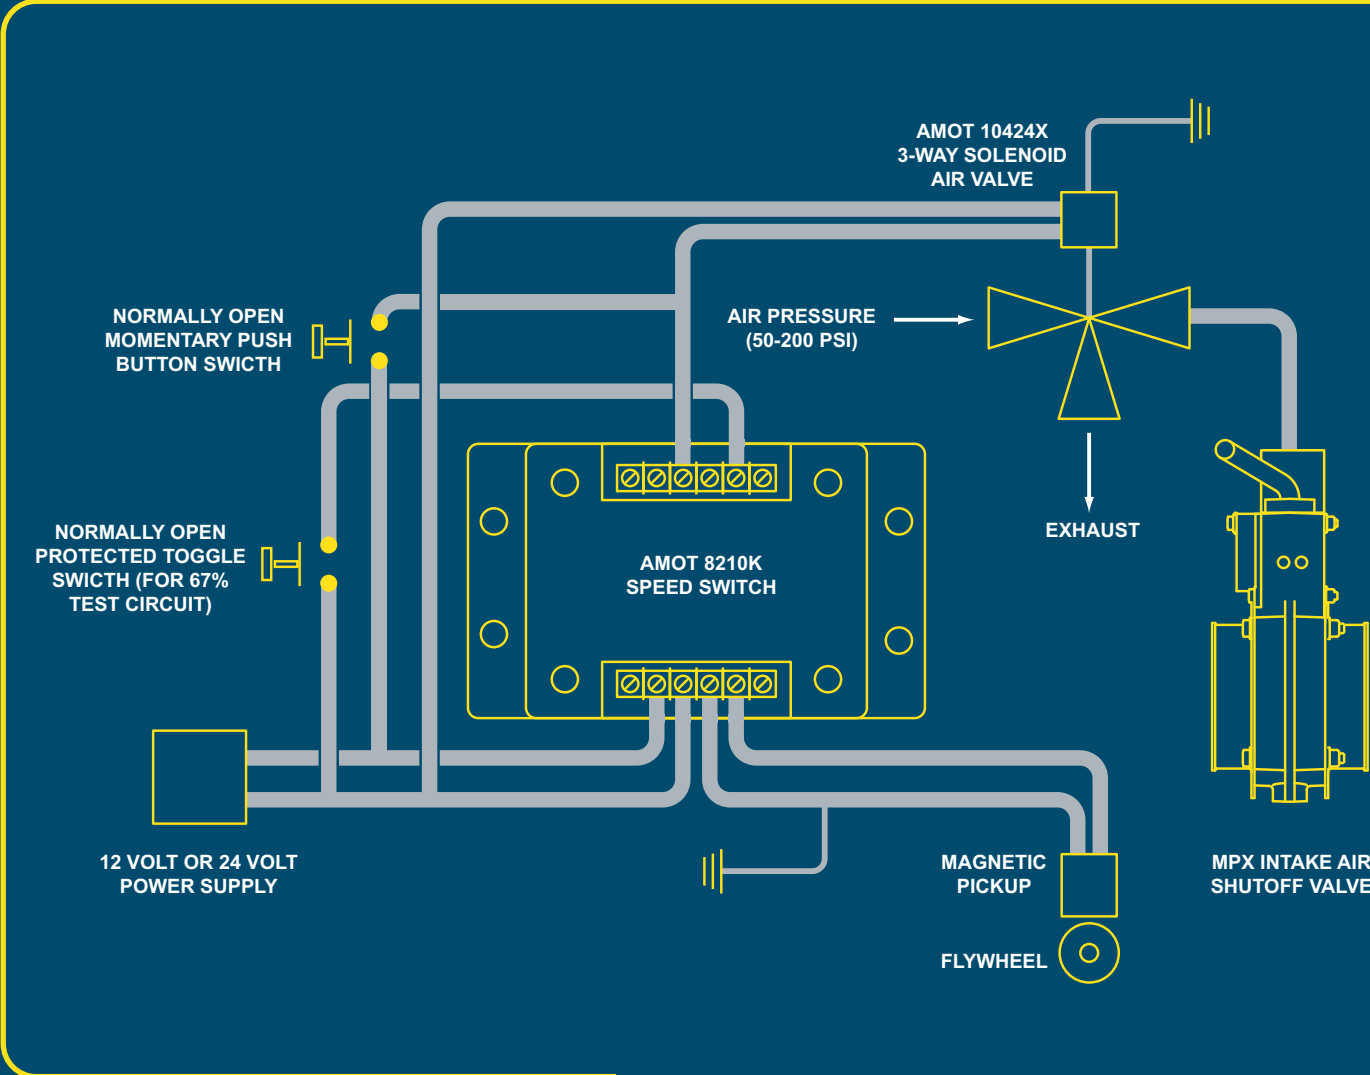 AMOT 10424X
3-WAY SOLENOID
AIR VALVE
NORMALLY OPEN
MOMENTARY PUSH
BUTTON SWICTH
AIR PRESSURE
(50-200 PSI)
EXHAUST
NORMALLY OPEN
PROTECTED TOGGLE
SWICTH (FOR 67%
TEST CIRCUIT)
AMOT 8210K
SPEED SWITCH
12 VOLT OR 24 VOLT
POWER SUPPLY
MAGNETIC
PICKUP
MPX INTAKE AIR
SHUTOFF VALVE
FLYWHEEL